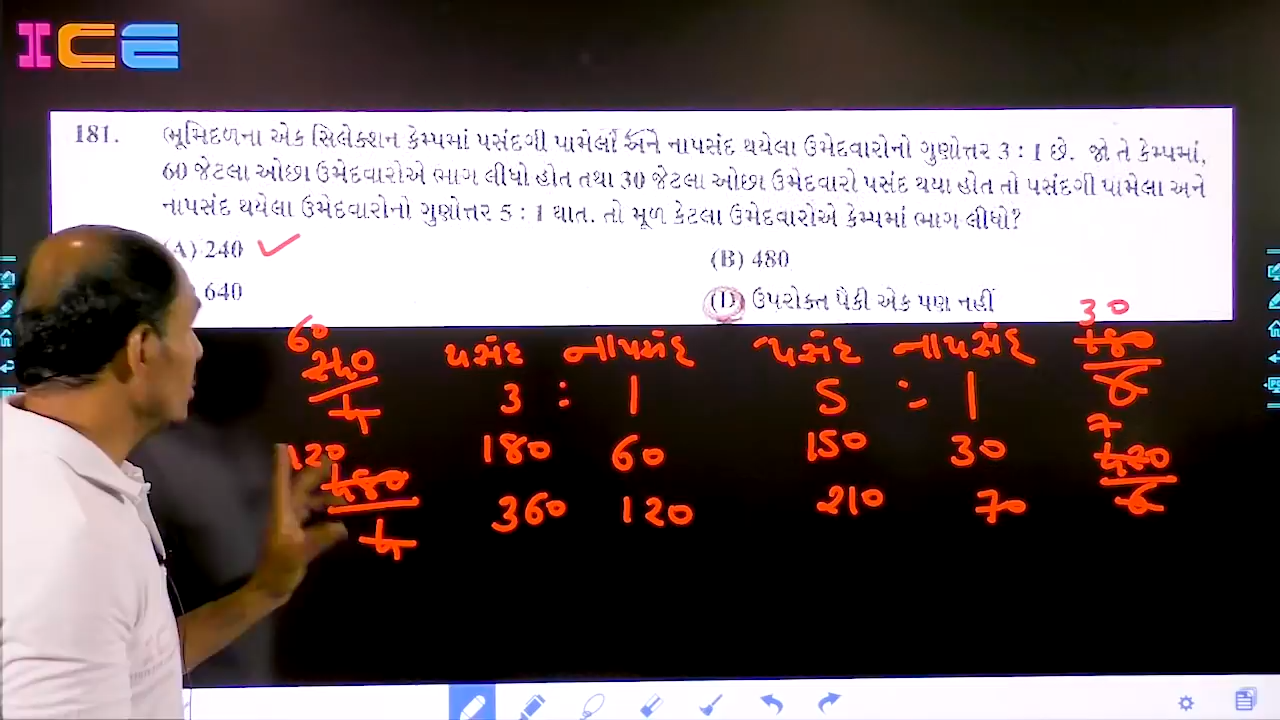 ICE
181. ભૂમિદળના એક સિલેક્શન કેમ્પમાં પસંદગી પામેલાં અને નાપસંદ થયેલા ઉમેદવારોનો ગુણોત્તર 3 : 1 છે. જો તે કેમ્પમાં,
60 જેટલા ઓછા ઉમેદવારોએ ભાગ લીધો હોત તથા 30 જેટલા ઓછા ઉમેદવારો પસંદ થયા હોત તો પસંદગી પામેલા અને
નાપસંદ થયેલા ઉમેદવારોનો ગુણોત્તર 5 : 1 થાત. તો મૂળ કેટલા ઉમેદવારોએ કેમ્પમાં ભાગ લીધો?
(A) 240 ✓ (B) 480
640 (D) ઉપરોક્ત પૈકી એક પણ નહીં
60 30
240 પસંદ નાપસંદ પસંદ નાપસંદ 180
4 3 : 1 5 : 1 6
120 180 60 150 30 7
480 360 120 210 70 420
4 6